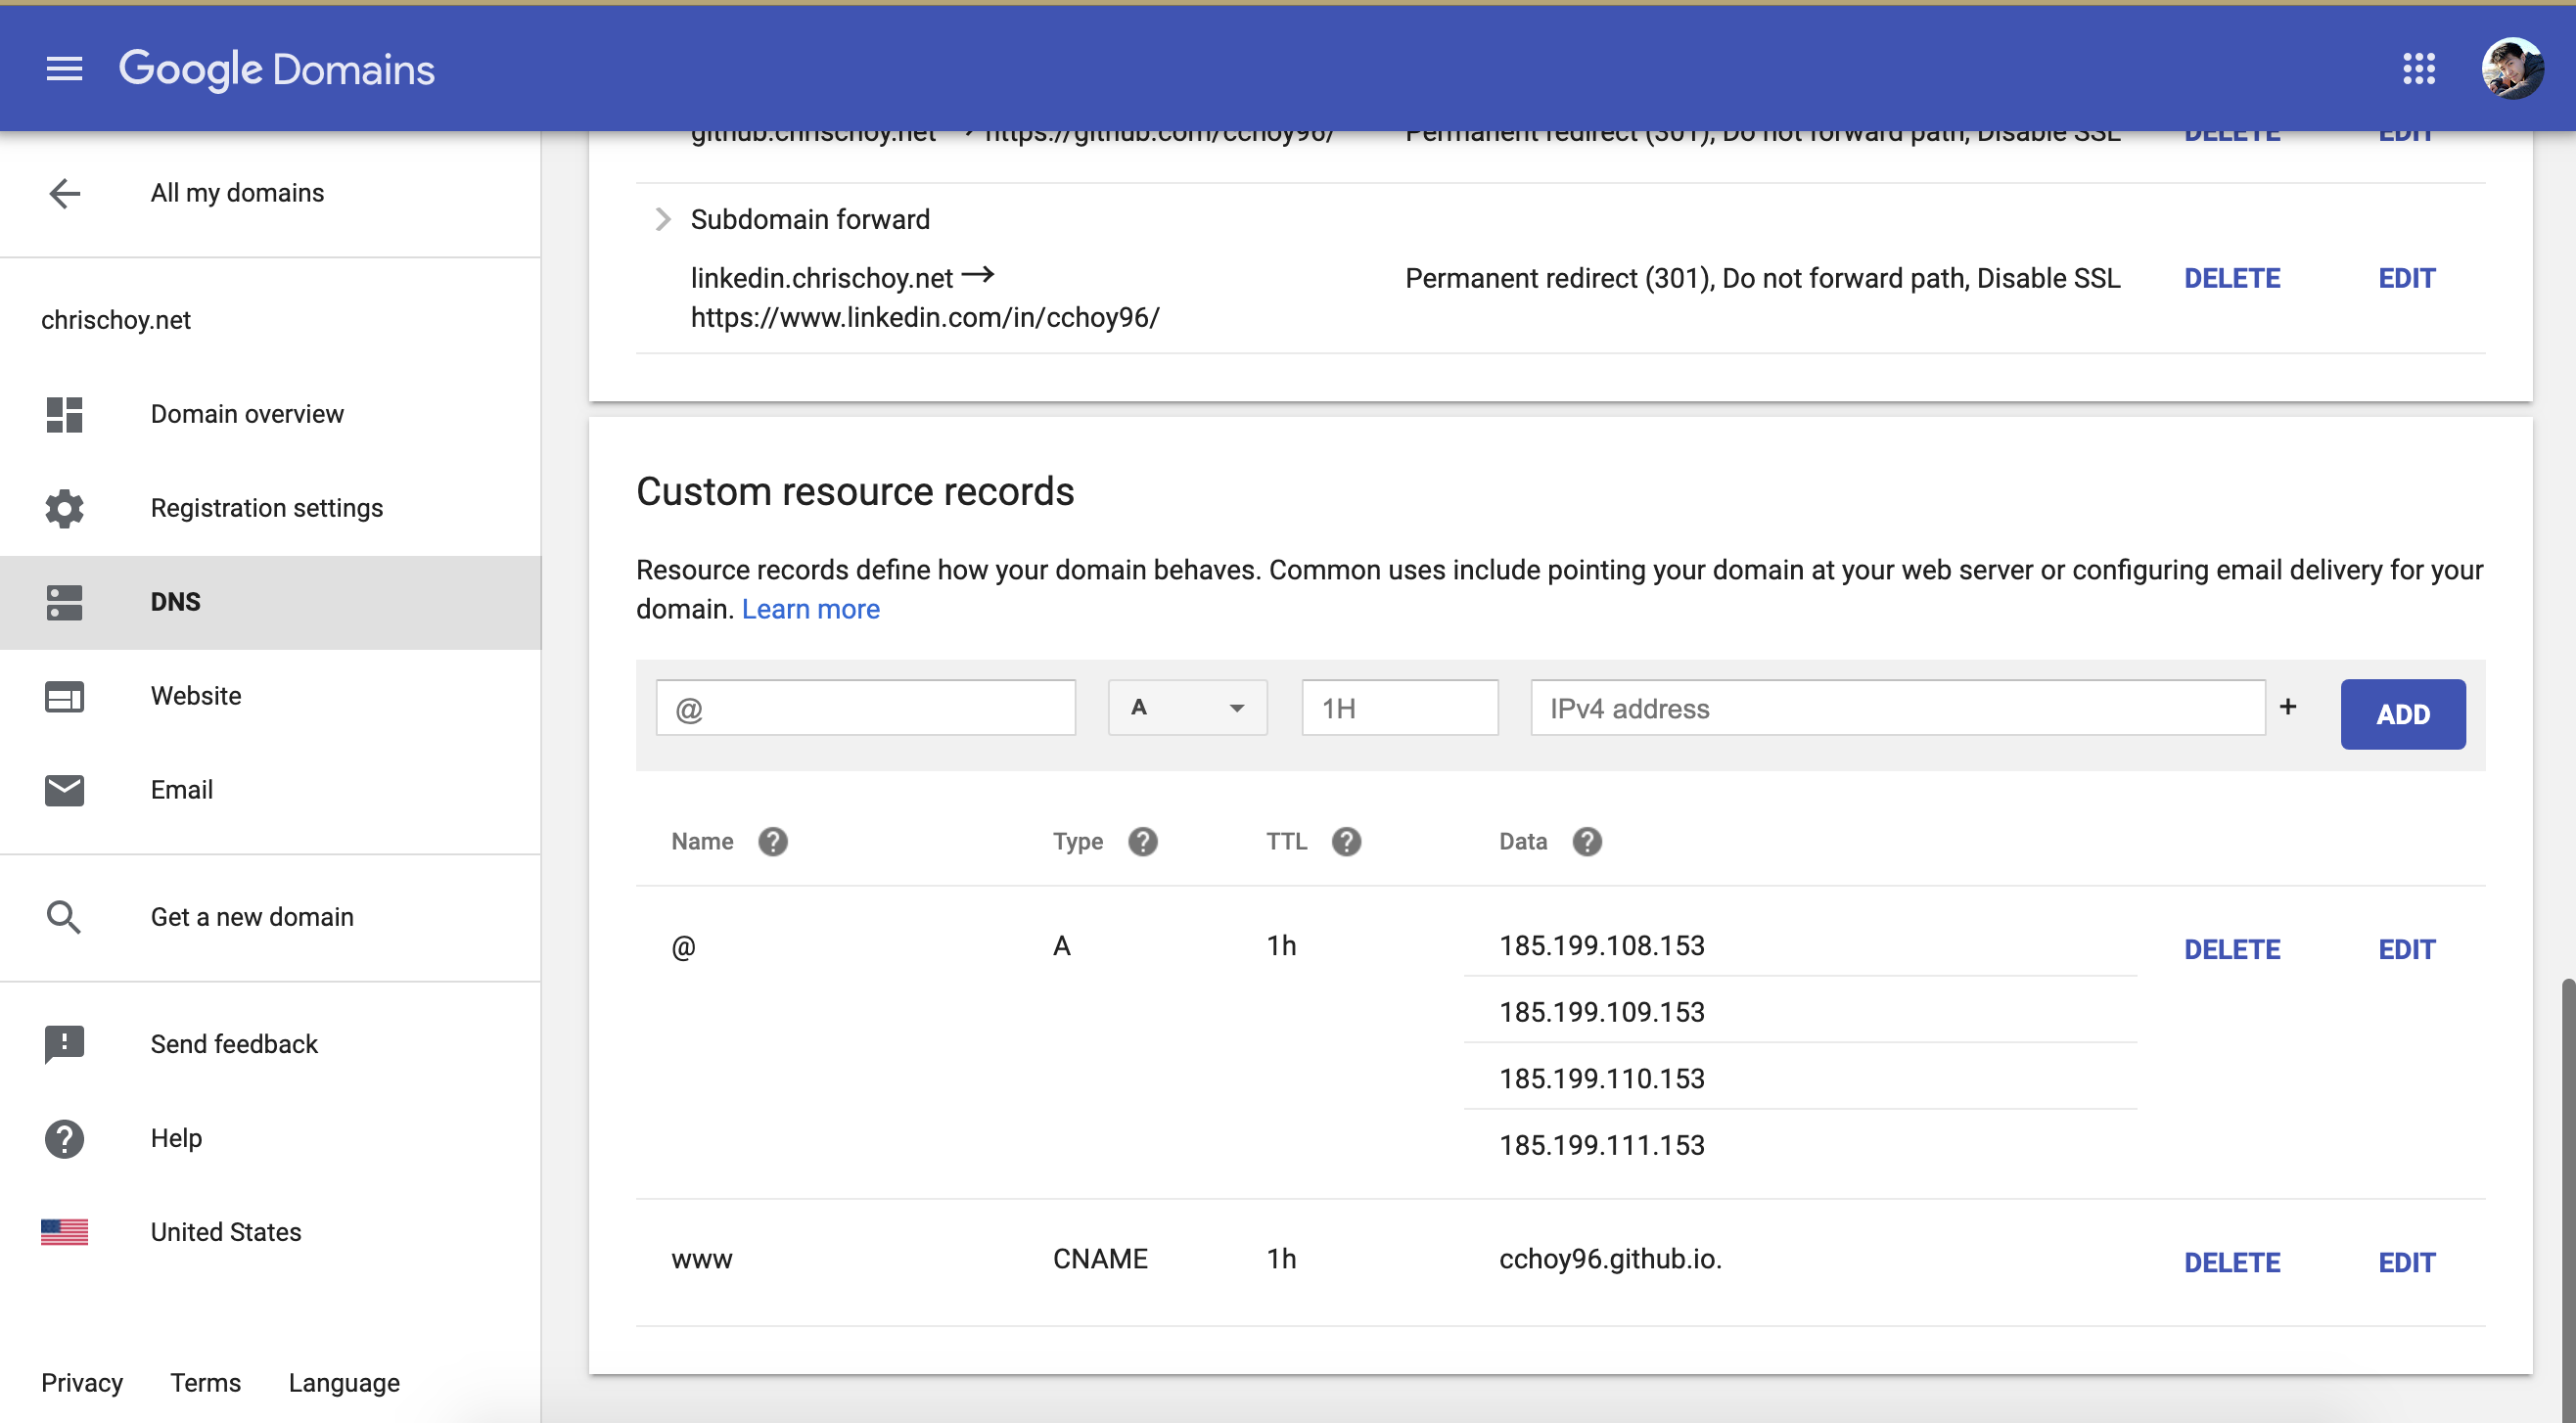 Google Domains
github.chrischoy.net → https://github.com/cchoy96/ Permanent redirect (301), Do not forward path, Disable SSL DELETE EDIT
All my domains
Subdomain forward
linkedin.chrischoy.net → Permanent redirect (301), Do not forward path, Disable SSL DELETE EDIT
https://www.linkedin.com/in/cchoy96/
chrischoy.net
Domain overview
Registration settings
DNS
Website
Email
Get a new domain
Send feedback
Help
United States
Privacy Terms Language
Custom resource records
Resource records define how your domain behaves. Common uses include pointing your domain at your web server or configuring email delivery for your
domain. Learn more
@ A 1H IPv4 address + ADD
Name ? Type ? TTL ? Data ?
@ A 1h 185.199.108.153 DELETE EDIT
185.199.109.153
185.199.110.153
185.199.111.153
www CNAME 1h cchoy96.github.io. DELETE EDIT